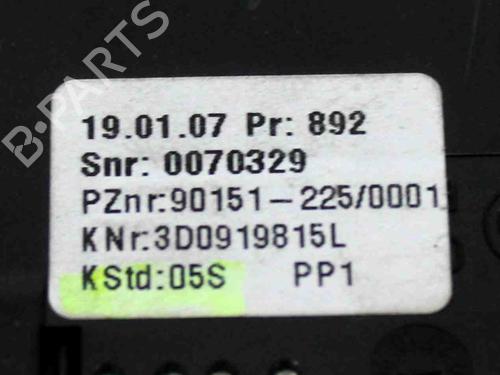 B-PARTS
19.01.07 Pr: 892
Snr: 0070329
PZnr:90151-225/0001
KNr:3D0919815L
KStd:05S PP1